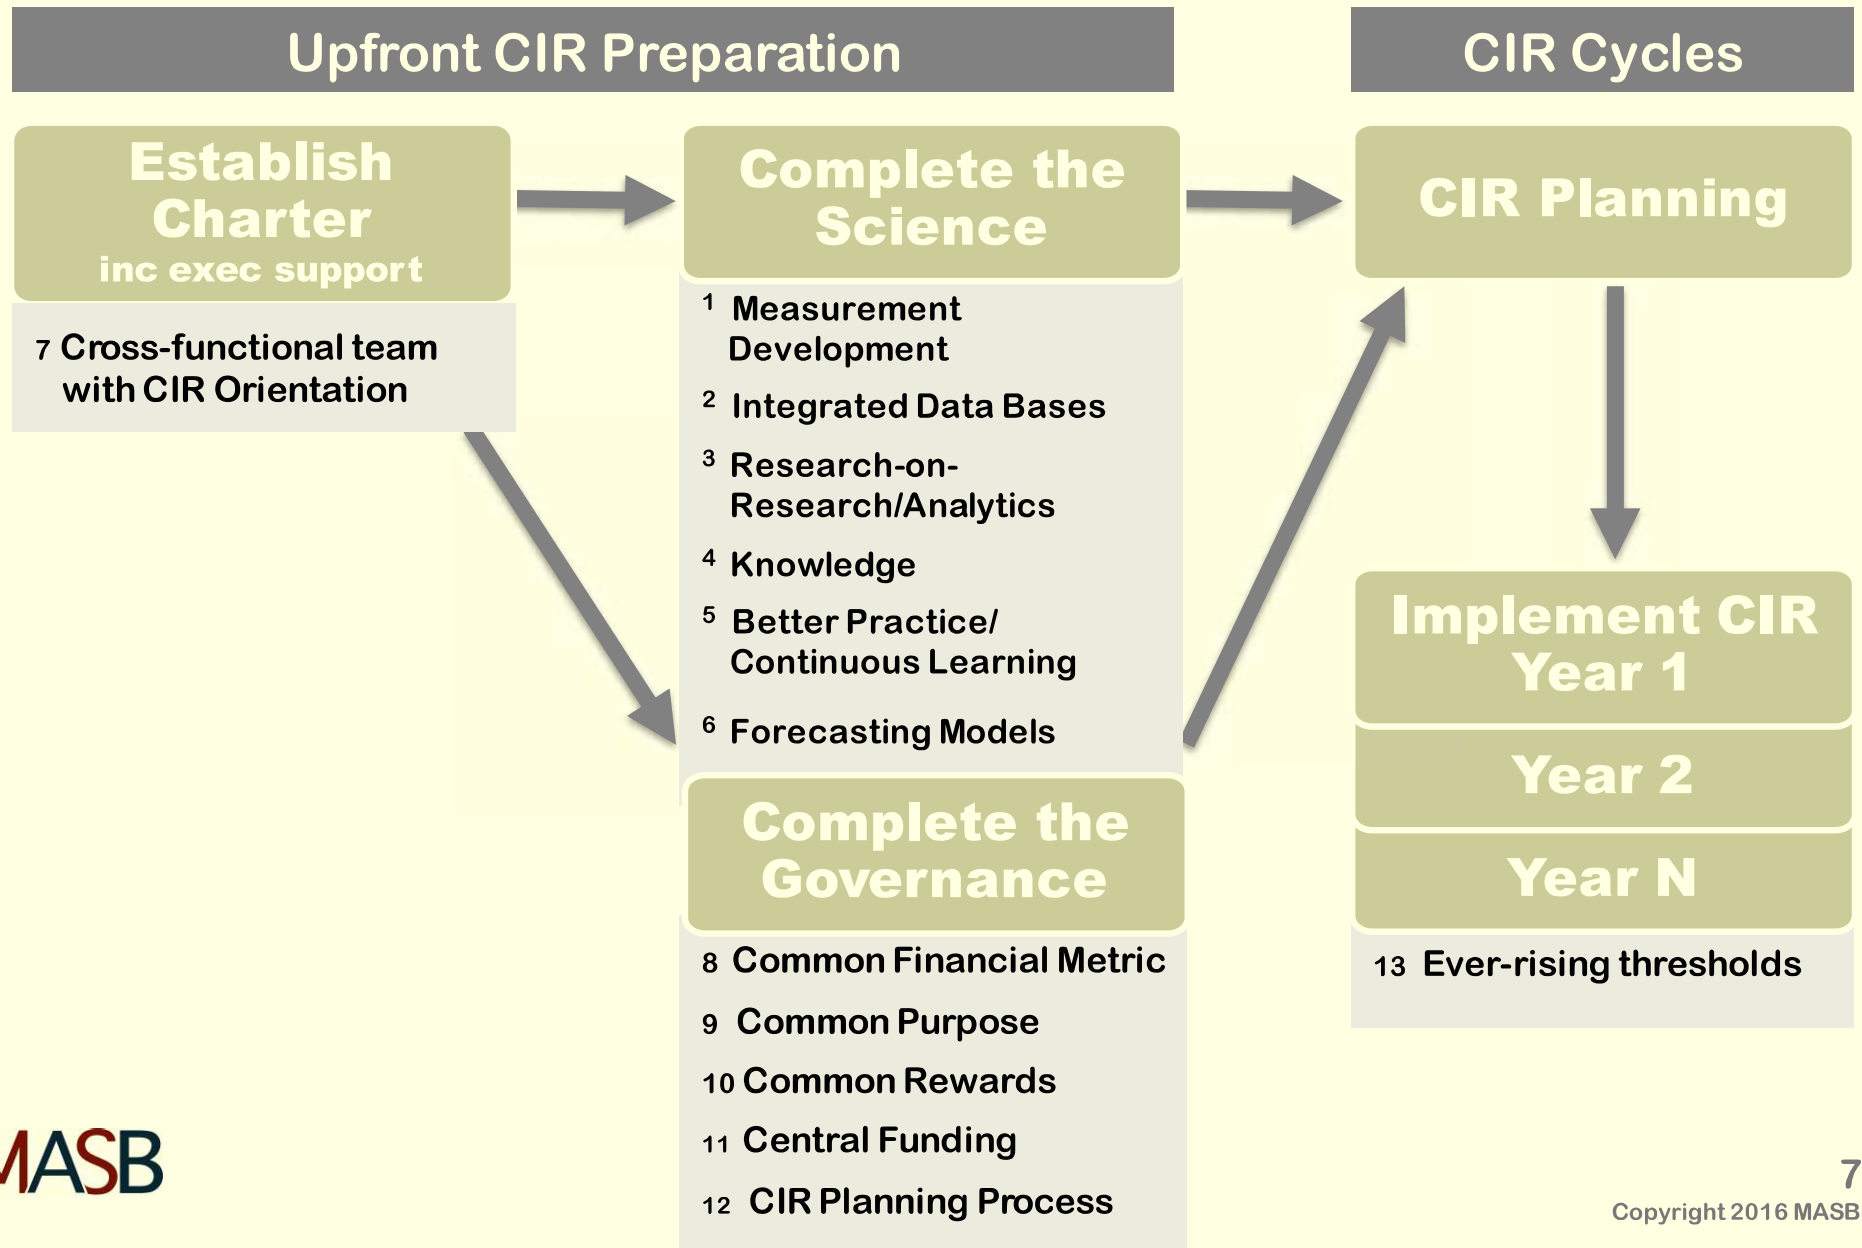 Upfront CIR Preparation
CIR Cycles
Establish
Charter
inc exec support
7 Cross-functional team
with CIR Orientation
Complete the
Science
1 Measurement
Development
2 Integrated Data Bases
3 Research-on-
Research/Analytics
4 Knowledge
5 Better Practice/
Continuous Learning
6 Forecasting Models
Complete the
Governance
8 Common Financial Metric
9 Common Purpose
10 Common Rewards
11 Central Funding
12 CIR Planning Process
CIR Planning
Implement CIR
Year 1
Year 2
Year N
13 Ever-rising thresholds
MASB
7
Copyright 2016 MASB